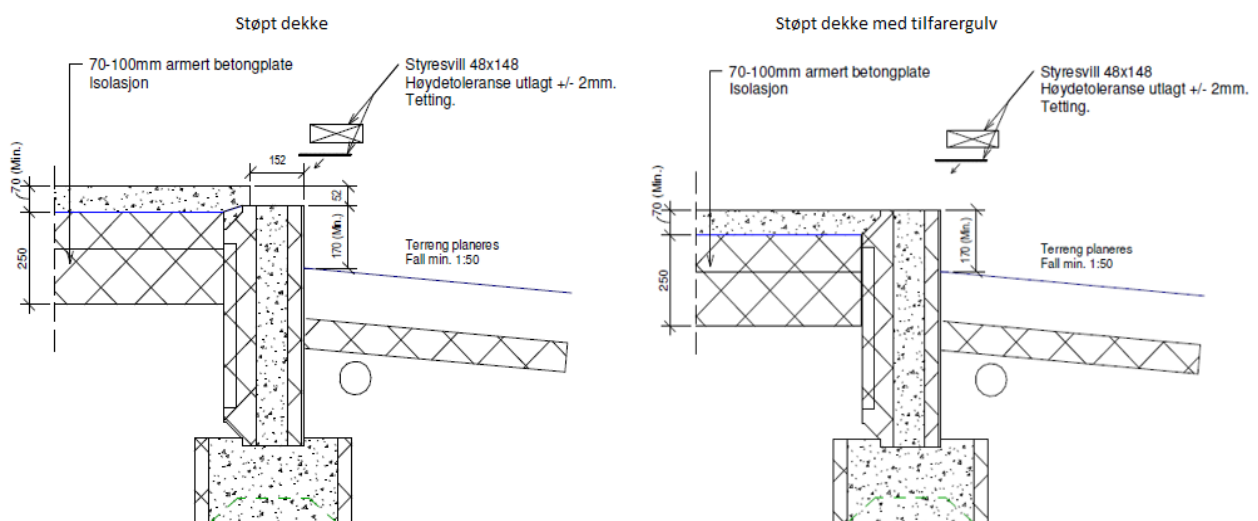 Støpt dekke
70-100mm armert betongplate
Isolasjon
Styresvill 48x148
Høydetoleranse utlagt +/- 2mm.
Tetting.
152
70 (Min.)
52
170 (Min.)
250
Terreng planeres
Fall min. 1:50
Støpt dekke med tilfarergulv
70-100mm armert betongplate
Isolasjon
Styresvill 48x148
Høydetoleranse utlagt +/- 2mm.
Tetting.
70 (Min.)
170 (Min.)
250
Terreng planeres
Fall min. 1:50